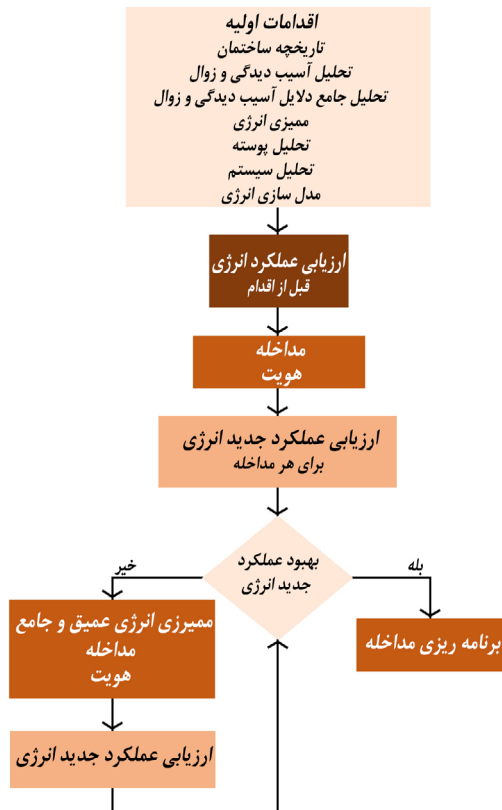 اقدامات اولیه
تاریخچه ساختمان
تحلیل آسیب دیدگی و زوال
تحلیل جامع دلایل آسیب دیدگی و زوال
ممیزی انرژی
تحلیل پوسته
تحلیل سیستم
مدل سازی انرژی
ارزیابی عملکرد انرژی
قبل از اقدام
مداخله
هویت
ارزیابی عملکرد جدید انرژی
برای هر مداخله
بهبود عملکرد
جدید انرژی
بله
خیر
برنامه ریزی مداخله
ممیرزی انرژی عمیق و جامع
مداخله
هویت
ارزیابی عملکرد جدید انرژی